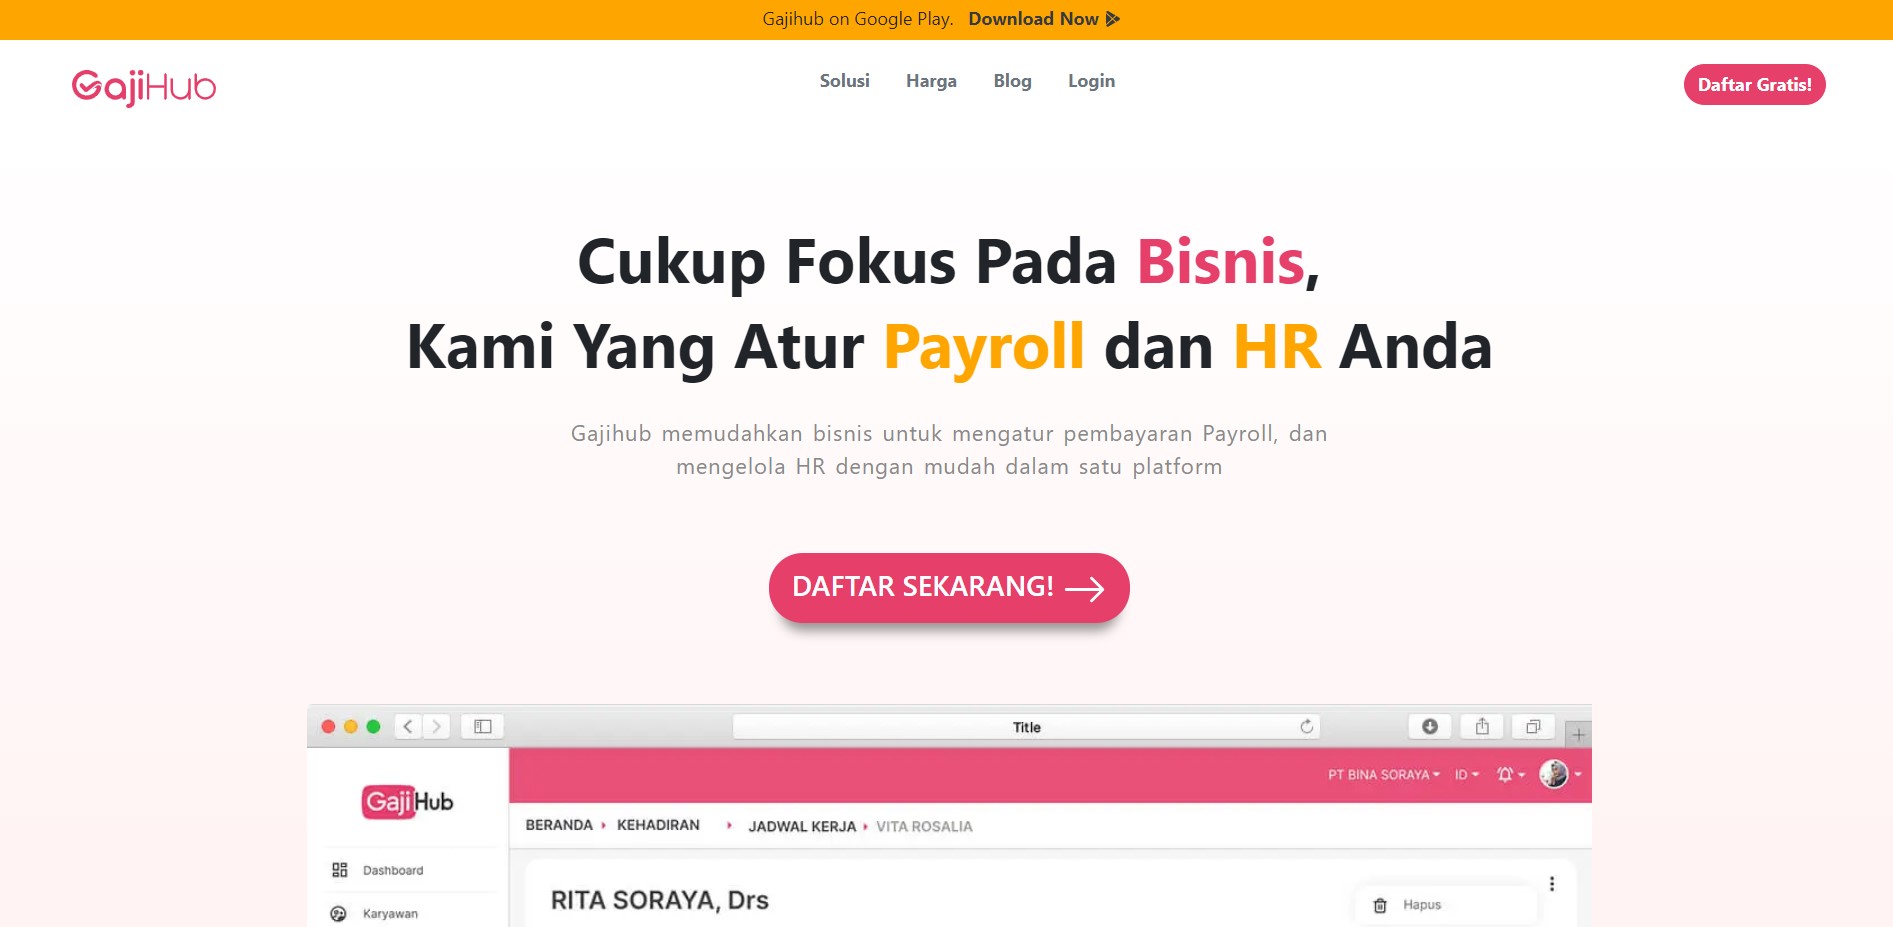 Gajihub on Google Play. Download Now
GajiHub
Solusi Harga Blog Login
Daftar Gratis!
Cukup Fokus Pada Bisnis,
Kami Yang Atur Payroll dan HR Anda
Gajihub memudahkan bisnis untuk mengatur pembayaran Payroll, dan
mengelola HR dengan mudah dalam satu platform
DAFTAR SEKARANG!
Title
PT BINA SORAYA ID
GajiHub
BERANDA KEHADIRAN JADWAL KERJA VITA ROSALIA
Dashboard
RITA SORAYA, Drs
Hapus
Karyawan